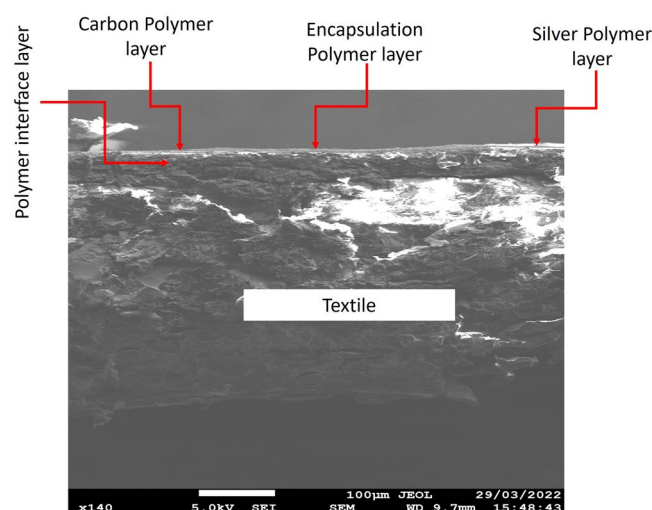 Carbon Polymer
layer
Encapsulation
Polymer layer
Silver Polymer
layer
Polymer interface layer
Textile
100µm JEOL 29/03/2022
x140 5.0kV SEI SEM WD 9.7mm 15:48:43